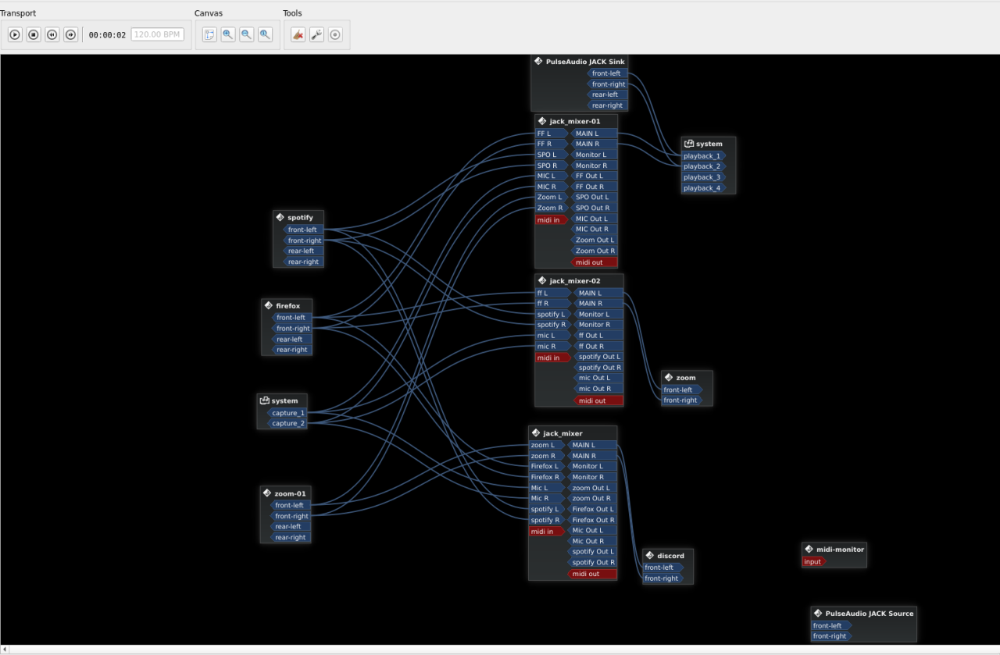 Transport
Canvas
Tools
00:00:02
120.00 BPM
PulseAudio JACK Sink
front-left
front-right
rear-left
rear-right
jack_mixer-01
FF L
MAIN L
FF R
MAIN R
SPO L
Monitor L
SPO R
Monitor R
MIC L
FF Out L
MIC R
FF Out R
Zoom L
SPO Out L
Zoom R
SPO Out R
midi in
MIC Out L
MIC Out R
Zoom Out L
Zoom Out R
midi out
system
playback_1
playback_2
playback_3
playback_4
spotify
front-left
front-right
rear-left
rear-right
jack_mixer-02
ff L
MAIN L
ff R
MAIN R
spotify L
Monitor L
spotify R
Monitor R
mic L
ff Out L
mic R
ff Out R
midi in
spotify Out L
spotify Out R
mic Out L
mic Out R
midi out
firefox
front-left
front-right
rear-left
rear-right
zoom
front-left
front-right
system
capture_1
capture_2
jack_mixer
zoom L
MAIN L
zoom R
MAIN R
Firefox L
Monitor L
Firefox R
Monitor R
Mic L
zoom Out L
Mic R
zoom Out R
spotify L
Firefox Out L
spotify R
Firefox Out R
midi in
Mic Out L
Mic Out R
spotify Out L
spotify Out R
midi out
zoom-01
front-left
front-right
rear-left
rear-right
discord
front-left
front-right
midi-monitor
input
PulseAudio JACK Source
front-left
front-right